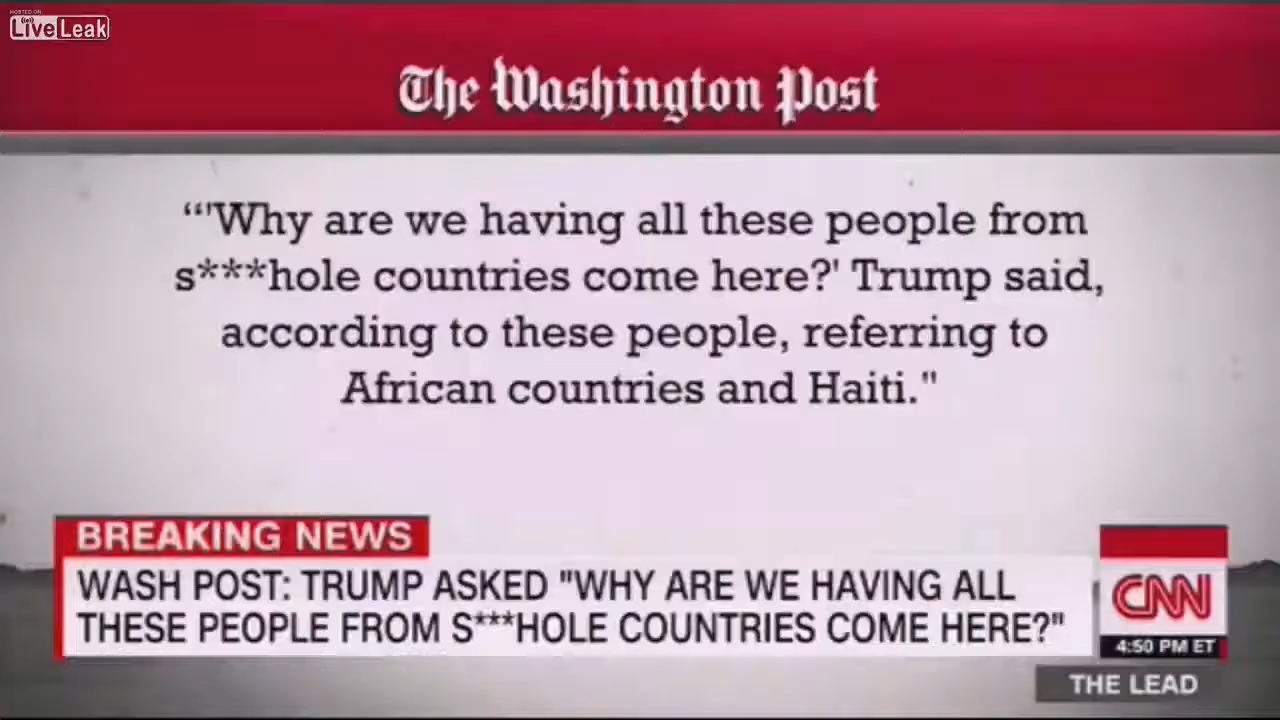 HOSTED ON
LiveLeak
The Washington Post
“'Why are we having all these people from
s***hole countries come here?' Trump said,
according to these people, referring to
African countries and Haiti."
BREAKING NEWS
WASH POST: TRUMP ASKED "WHY ARE WE HAVING ALL
THESE PEOPLE FROM S***HOLE COUNTRIES COME HERE?"
CNN
4:50 PM ET
THE LEAD